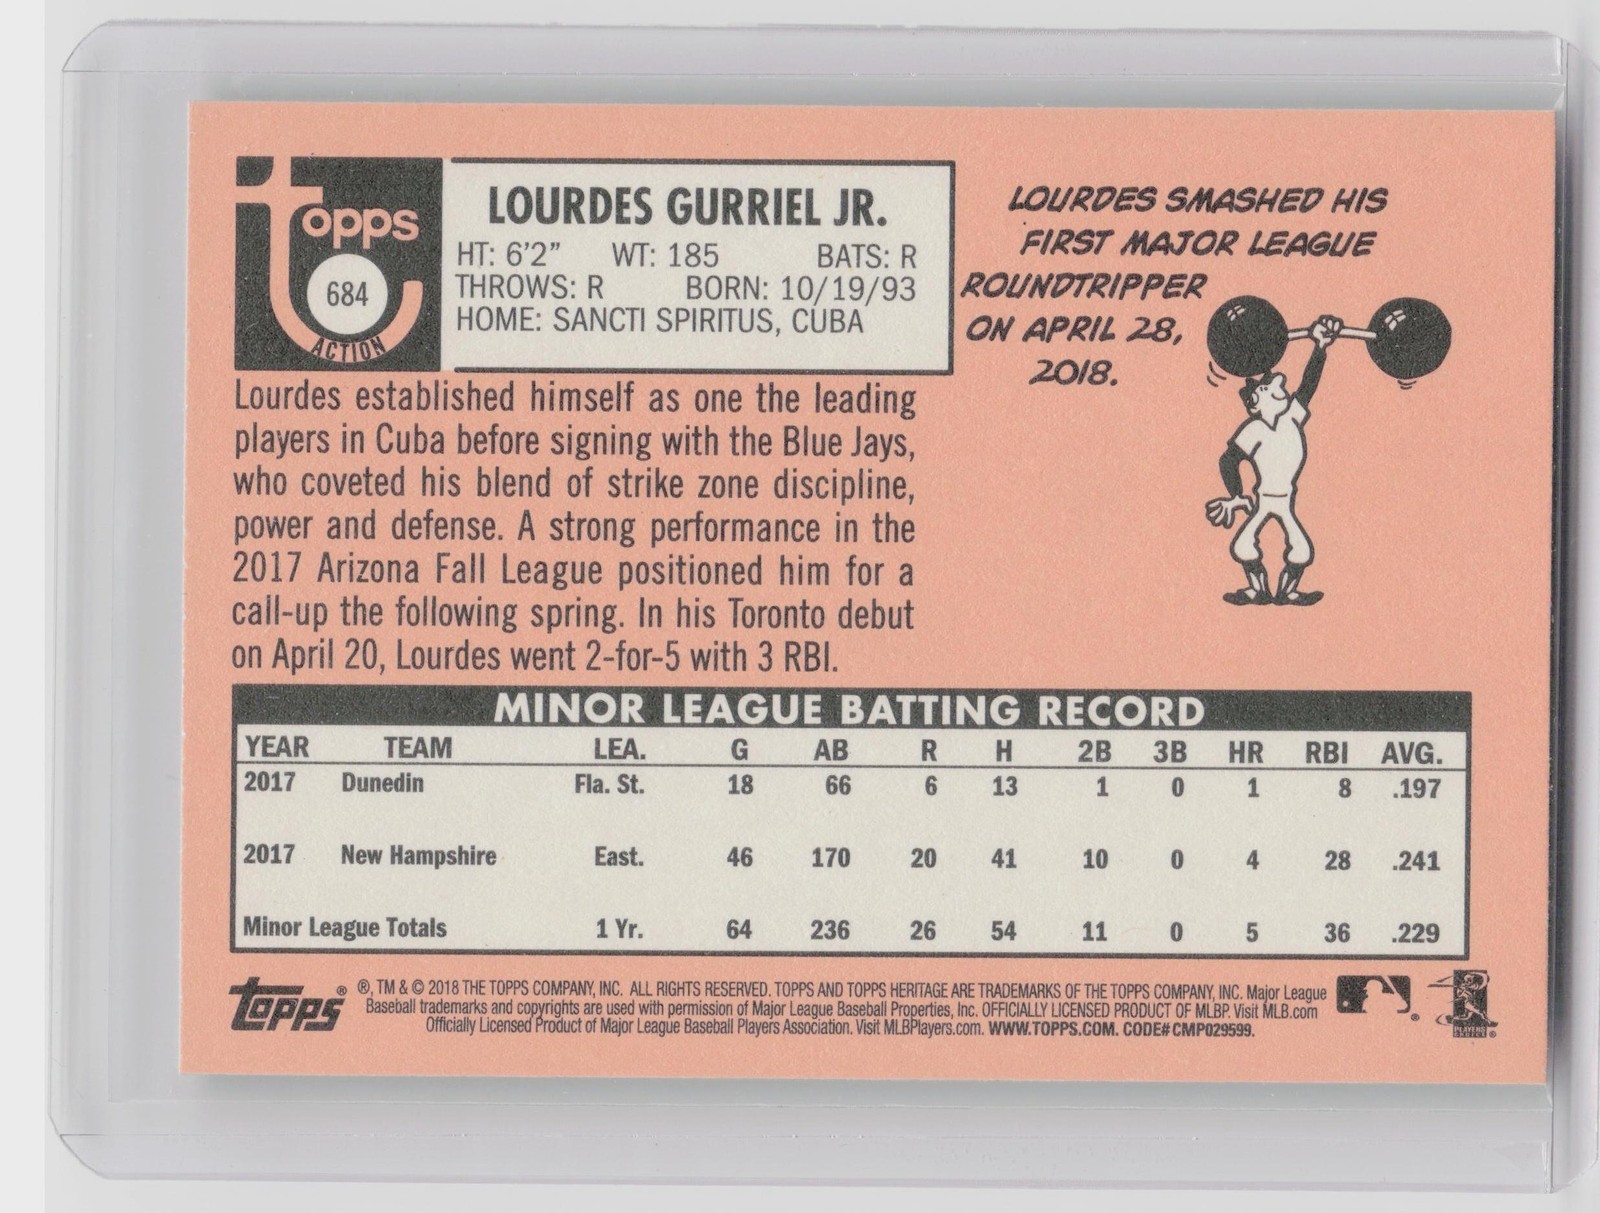 topps
684
ACTION
LOURDES GURRIEL JR.
HT: 6'2" WT: 185 BATS: R
THROWS: R BORN: 10/19/93
HOME: SANCTI SPIRITUS, CUBA
LOURDES SMASHED HIS
FIRST MAJOR LEAGUE
ROUNDTRIPPER
ON APRIL 28,
2018.
Lourdes established himself as one the leading
players in Cuba before signing with the Blue Jays,
who coveted his blend of strike zone discipline,
power and defense. A strong performance in the
2017 Arizona Fall League positioned him for a
call-up the following spring. In his Toronto debut
on April 20, Lourdes went 2-for-5 with 3 RBI.
MINOR LEAGUE BATTING RECORD
YEAR TEAM LEA. G AB R H 2B 3B HR RBI AVG.
2017 Dunedin Fla. St. 18 66 6 13 1 0 1 8 .197
2017 New Hampshire East. 46 170 20 41 10 0 4 28 .241
Minor League Totals 1 Yr. 64 236 26 54 11 0 5 36 .229
topps®
®, TM & © 2018 THE TOPPS COMPANY, INC. ALL RIGHTS RESERVED. TOPPS AND TOPPS HERITAGE ARE TRADEMARKS OF THE TOPPS COMPANY, INC. Major League
Baseball trademarks and copyrights are used with permission of Major League Baseball Properties, Inc. OFFICIALLY LICENSED PRODUCT OF MLBP. Visit MLB.com
Officially Licensed Product of Major League Baseball Players Association. Visit MLBPlayers.com. WWW.TOPPS.COM. CODE# CMP029599.
PLAYERS
CHOICE